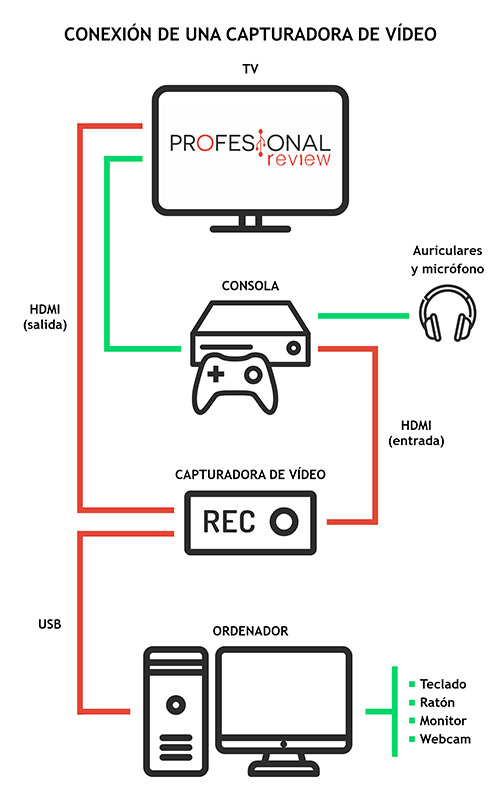 CONEXIÓN DE UNA CAPTURADORA DE VÍDEO
TV
PROFESIONAL
review
Auriculares
y micrófono
CONSOLA
HDMI
(salida)
HDMI
(entrada)
CAPTURADORA DE VÍDEO
REC
USB
ORDENADOR
Teclado
Ratón
Monitor
Webcam